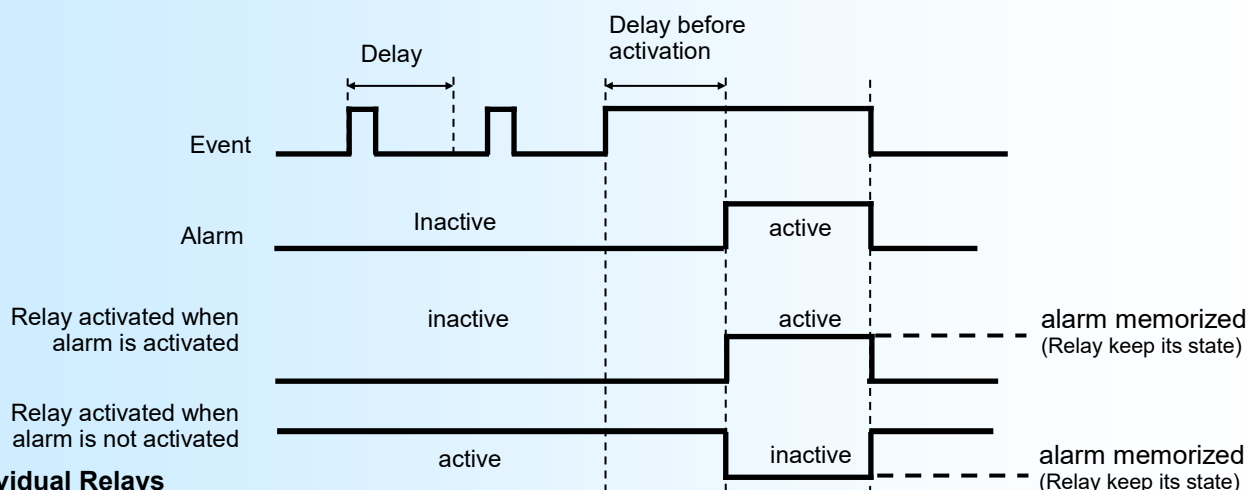 Delay before
activation
Delay
Event
Inactive
Alarm
active
Relay activated when
alarm is activated
inactive
active
alarm memorized
(Relay keep its state)
Relay activated when
alarm is not activated
active
inactive
alarm memorized
(Relay keep its state)
Relays